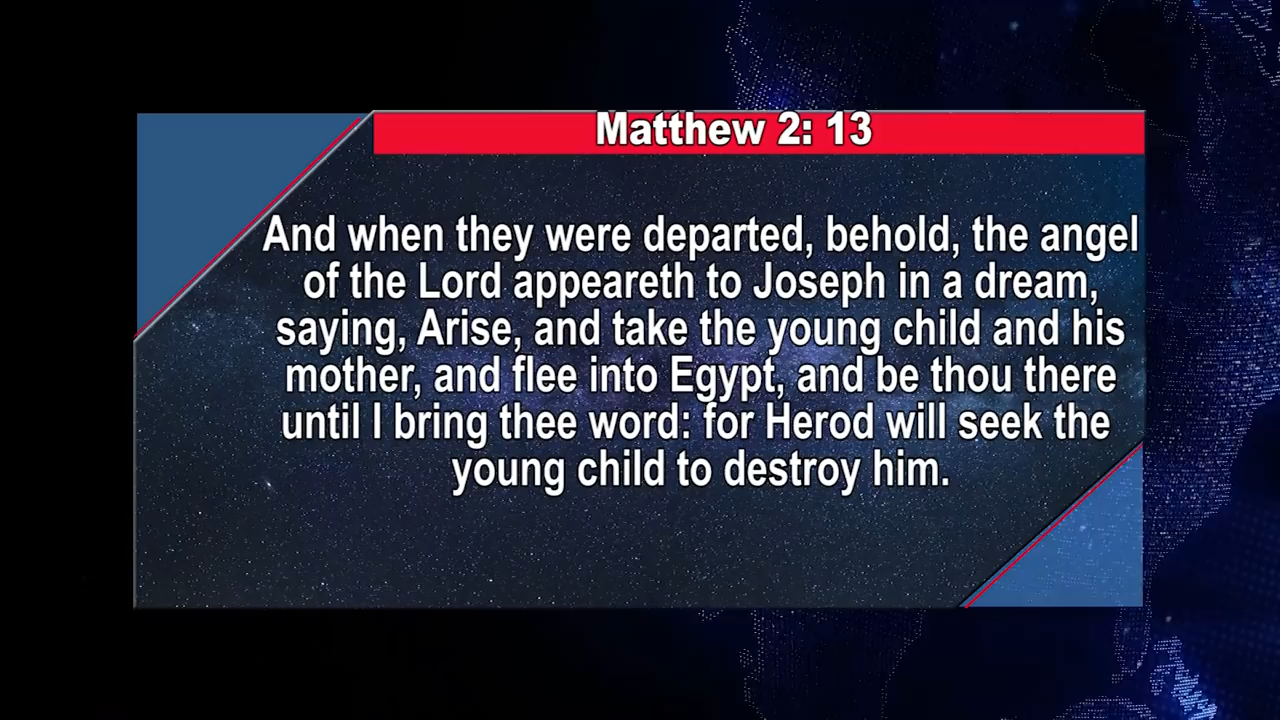 Matthew 2: 13
And when they were departed, behold, the angel
of the Lord appeareth to Joseph in a dream,
saying, Arise, and take the young child and his
mother, and flee into Egypt, and be thou there
until I bring thee word: for Herod will seek the
young child to destroy him.